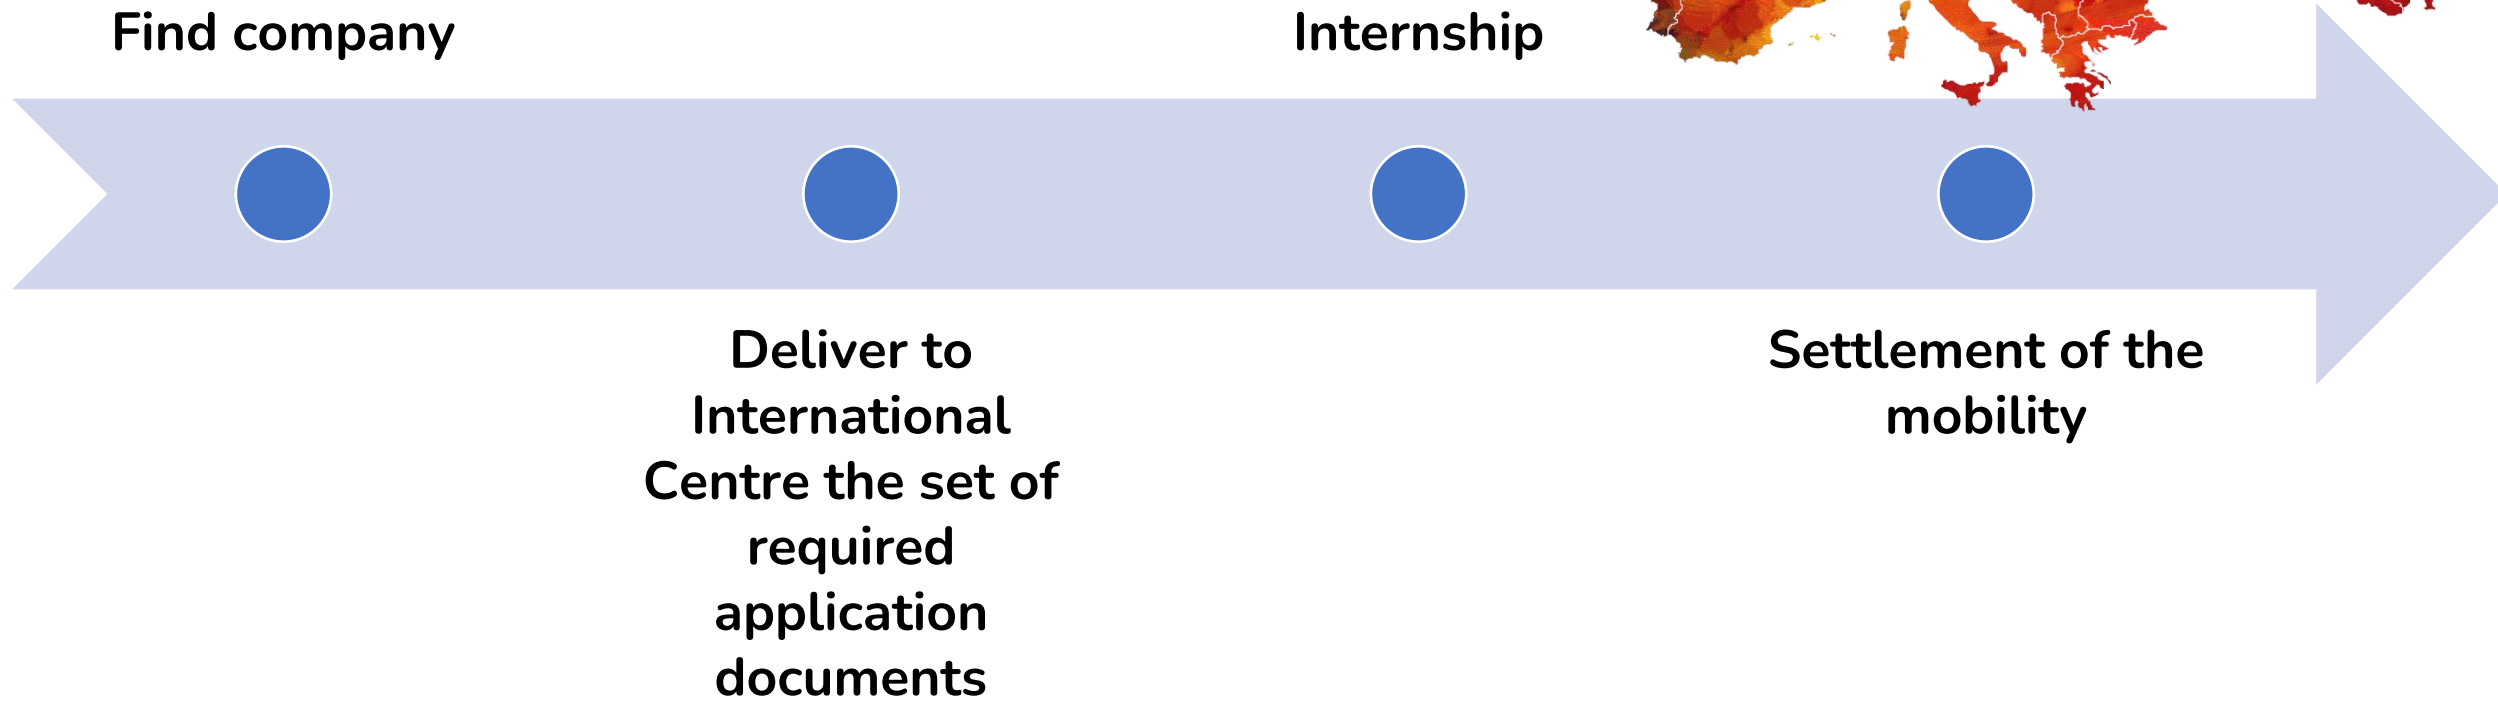 Find company
Internship
Deliver to
International
Centre the set of
required
application
documents
Settlement of the
mobility